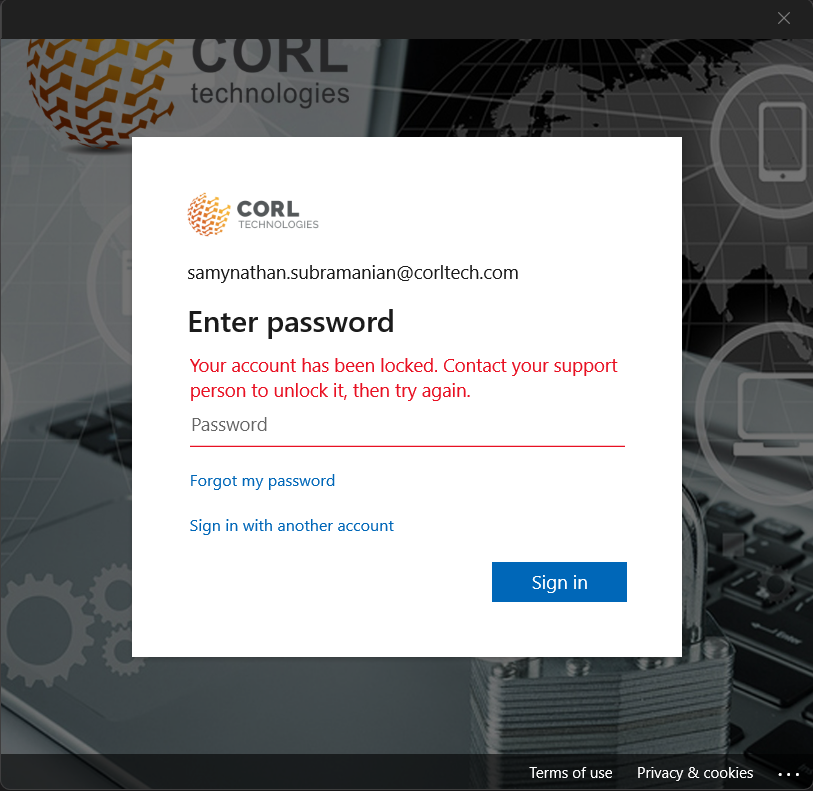 CORL
technologies
CORL
TECHNOLOGIES
samynathan.subramanian@corltech.com
Enter password
Your account has been locked. Contact your support
person to unlock it, then try again.
Password
Forgot my password
Sign in with another account
Sign in
Enter
Terms of use
Privacy & cookies